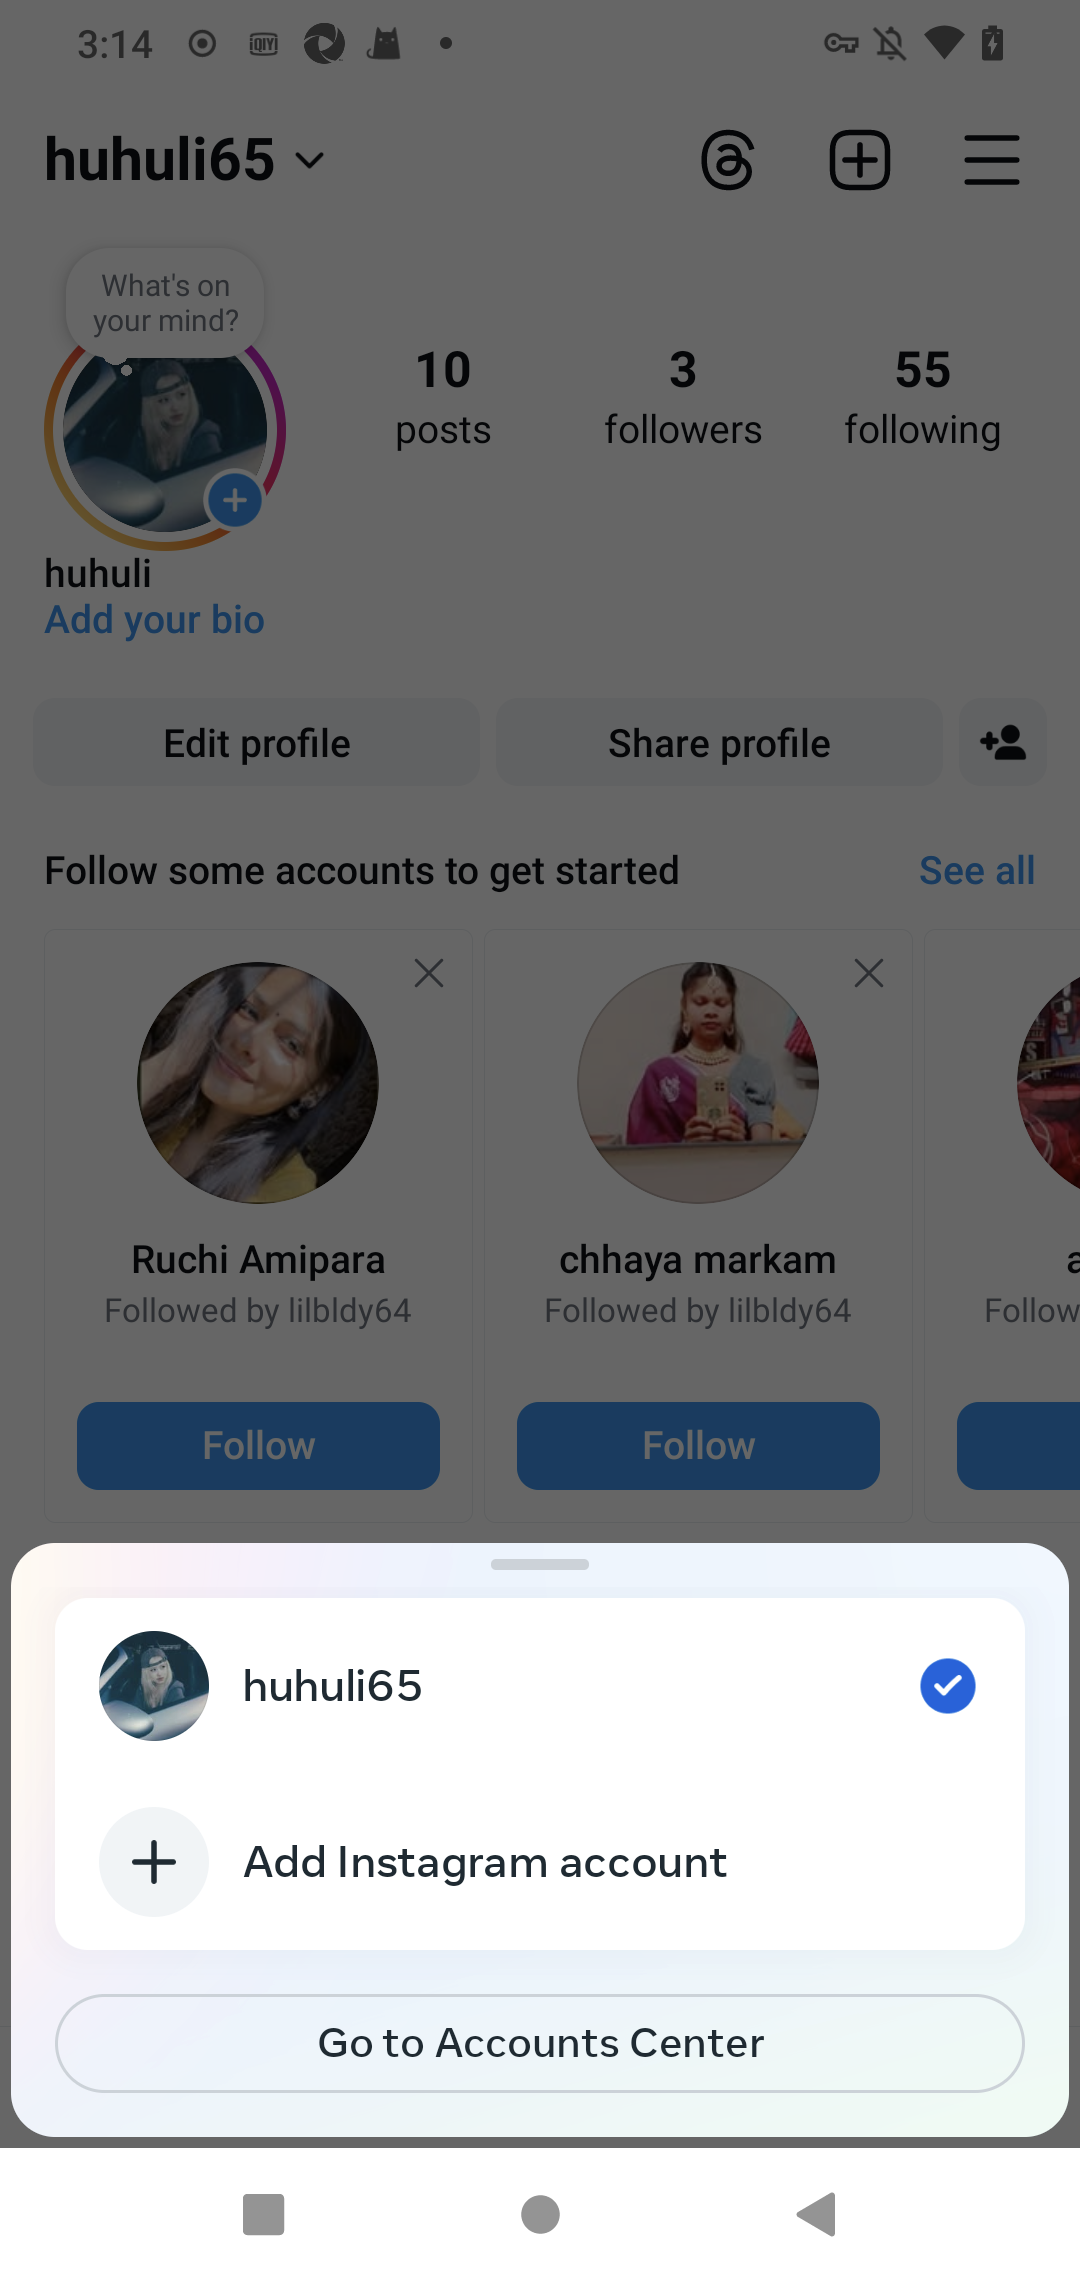 3:14
iQIYI
huhuli65
What's on
your mind?
10
posts
3
followers
55
following
huhuli
Add your bio
Edit profile
Share profile
Follow some accounts to get started
See all
Ruchi Amipara
Followed by lilbldy64
Follow
chhaya markam
Followed by lilbldy64
Follow
a
Follow
huhuli65
Add Instagram account
Go to Accounts Center